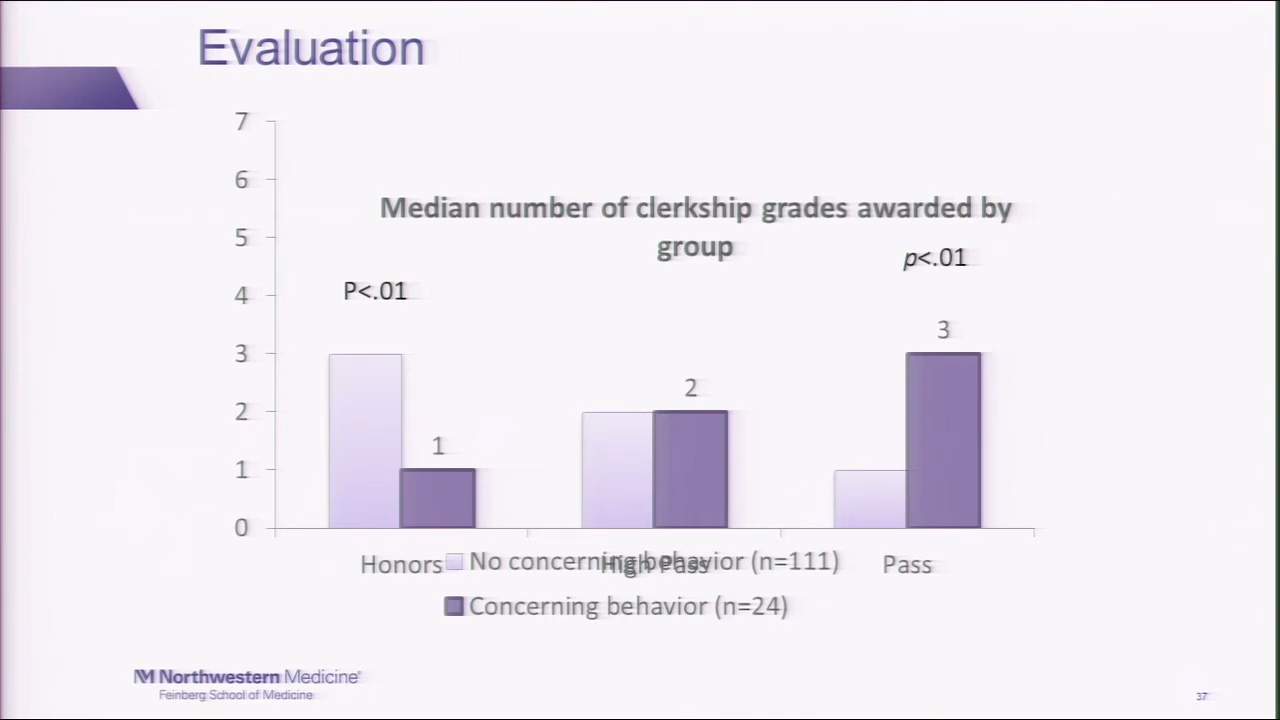 Evaluation
7
6
5
4
3
2
1
0
Median number of clerkship grades awarded by
group
P<.01
p<.01
1
2
3
Honors
High Pass
Pass
No concerning behavior (n=111)
Concerning behavior (n=24)
Northwestern Medicine®
Feinberg School of Medicine
37